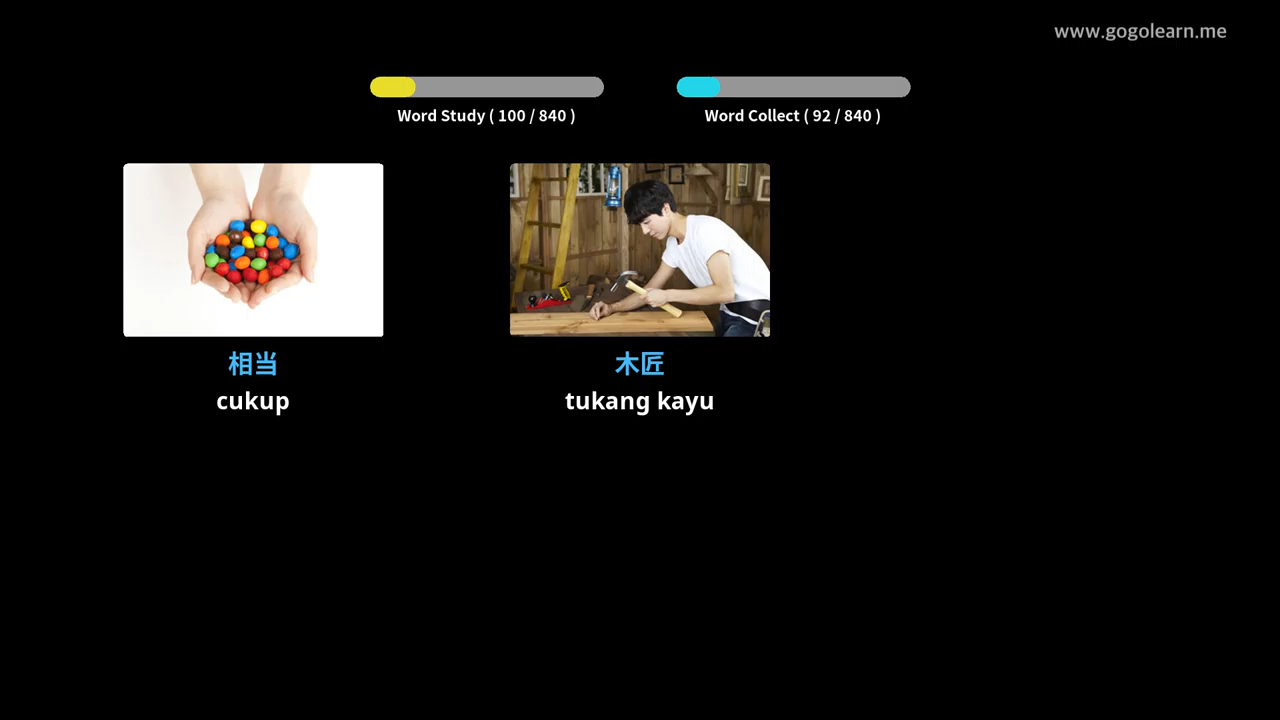 www.gogolearn.me
Word Study ( 100 / 840 )
Word Collect ( 92 / 840 )
相当
cukup
木匠
tukang kayu